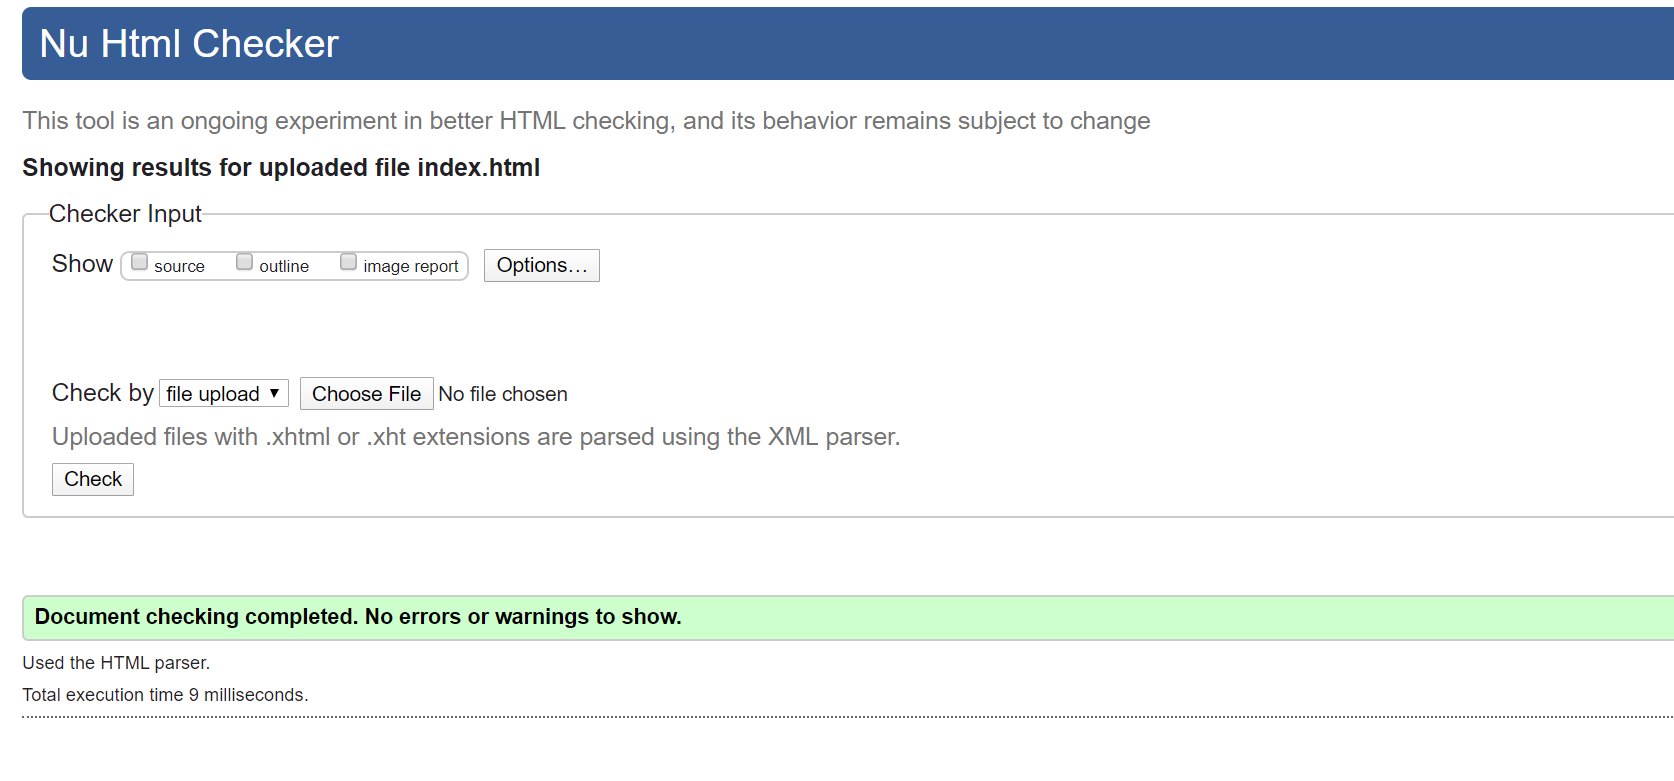 Nu Html Checker
This tool is an ongoing experiment in better HTML checking, and its behavior remains subject to change
Showing results for uploaded file index.html
Checker Input
Show source outline image report Options…
Check by file upload Choose File No file chosen
Uploaded files with .xhtml or .xht extensions are parsed using the XML parser.
Check
Document checking completed. No errors or warnings to show.
Used the HTML parser.
Total execution time 9 milliseconds.